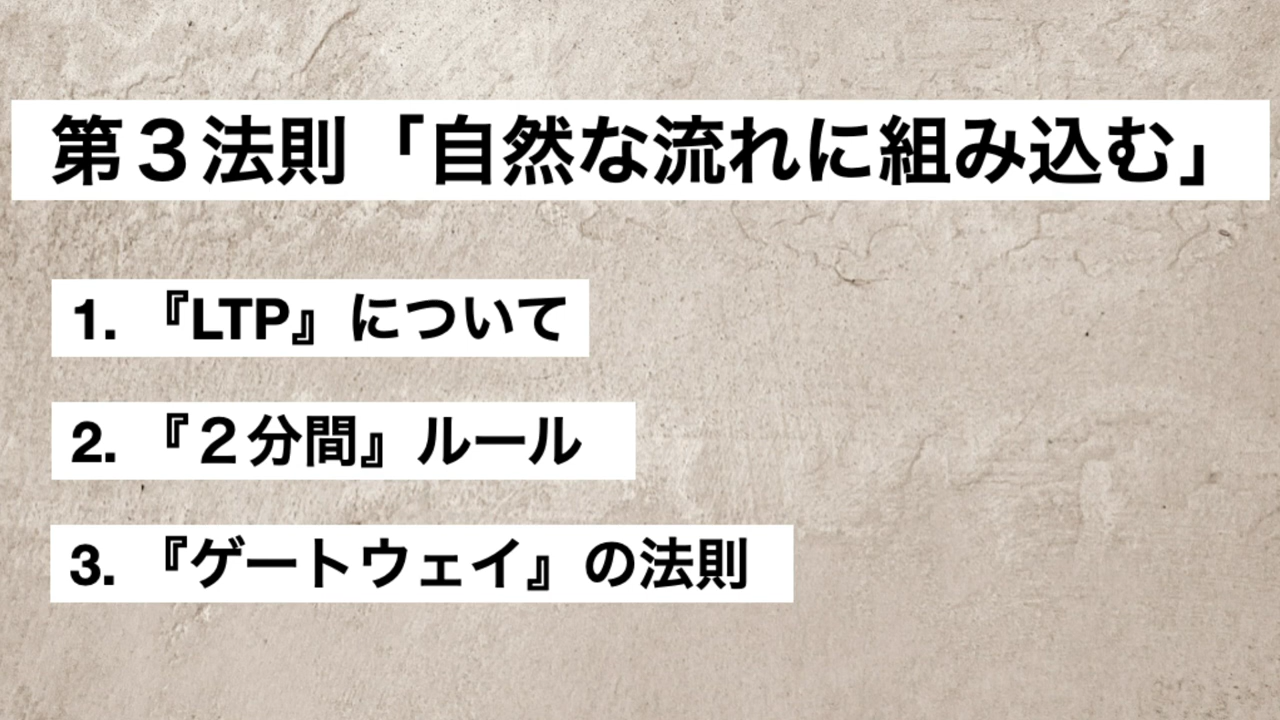 第３法則「自然な流れに組み込む」
1. 『LTP』について
2. 『２分間』ルール
3. 『ゲートウェイ』の法則